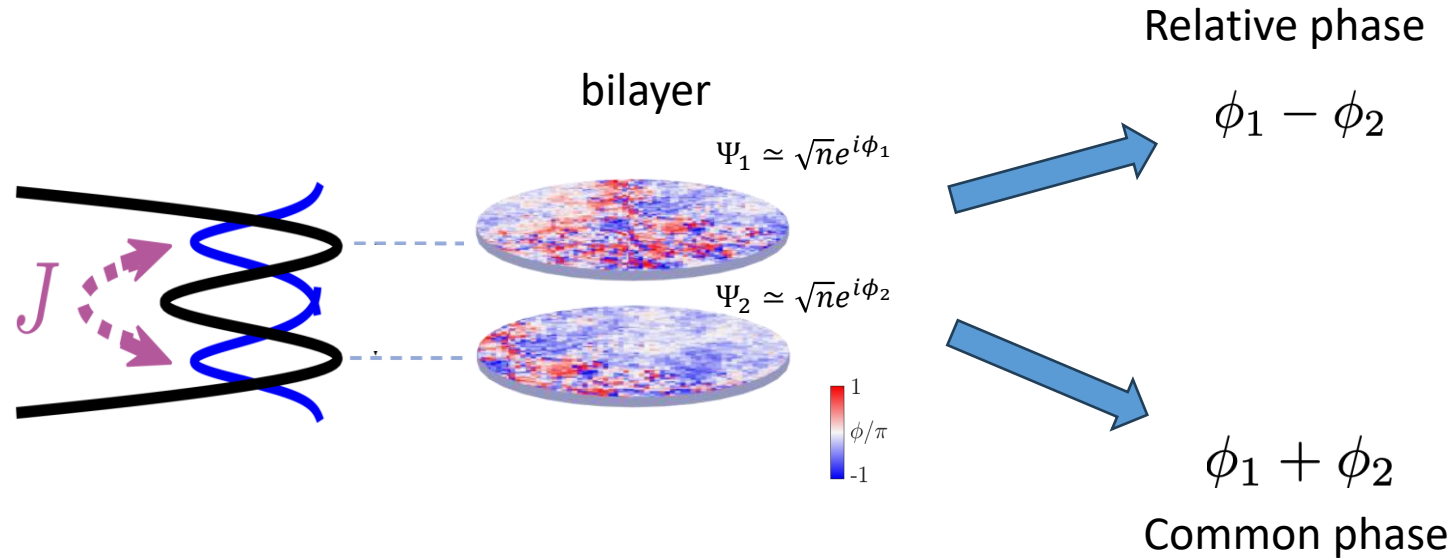 Relative phase
ϕ₁ − ϕ₂
bilayer
Ψ₁ ≃ √n e^{iϕ₁}
J
Ψ₂ ≃ √n e^{iϕ₂}
1
ϕ/π
-1
ϕ₁ + ϕ₂
Common phase